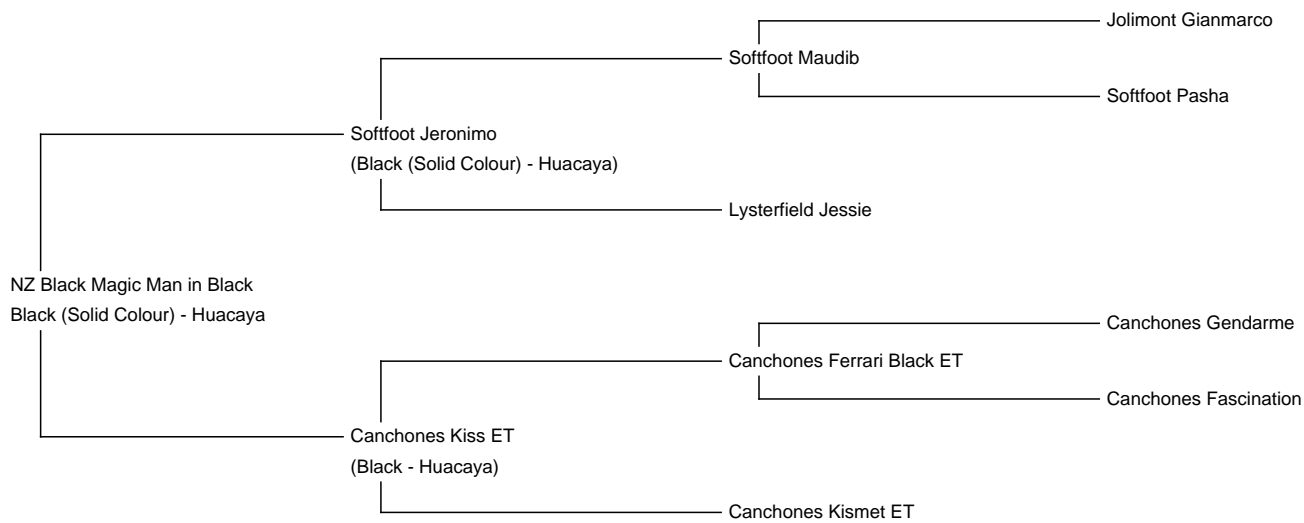 Jolimont Gianmarco
Softfoot Maudib
Softfoot Pasha
Softfoot Jeronimo
(Black (Solid Colour) - Huacaya)
Lysterfield Jessie
NZ Black Magic Man in Black
Black (Solid Colour) - Huacaya
Canchones Gendarme
Canchones Ferrari Black ET
Canchones Fascination
Canchones Kiss ET
(Black - Huacaya)
Canchones Kismet ET